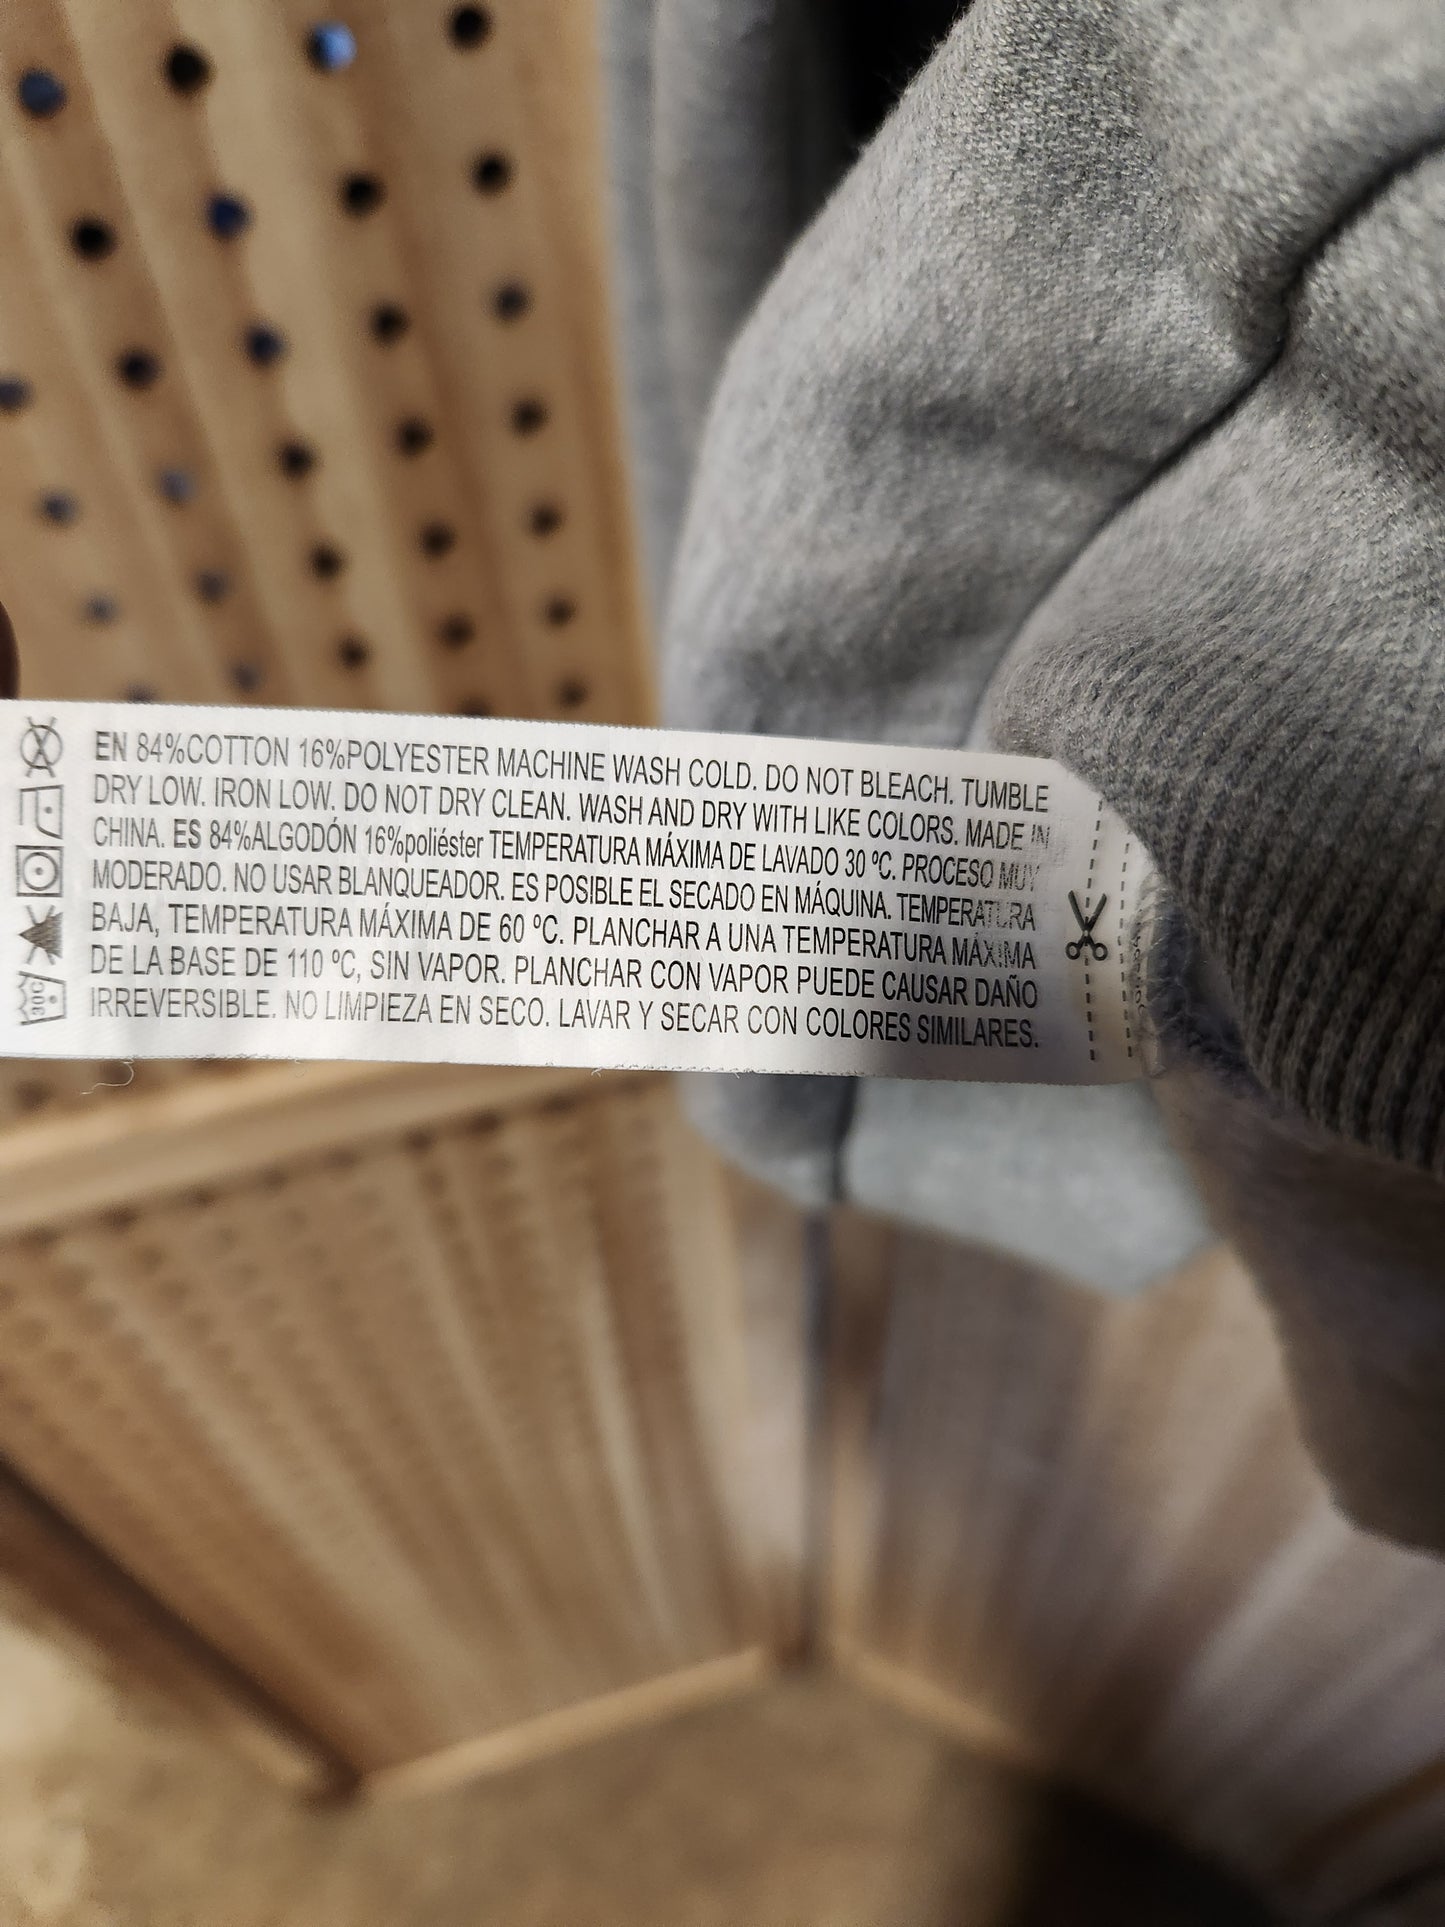 EN 84%COTTON 16%POLYESTER MACHINE WASH COLD. DO NOT BLEACH. TUMBLE
DRY LOW. IRON LOW. DO NOT DRY CLEAN. WASH AND DRY WITH LIKE COLORS. MADE IN
CHINA. ES 84%ALGODÓN 16%poliéster TEMPERATURA MÁXIMA DE LAVADO 30 ºC. PROCESO MUY
MODERADO. NO USAR BLANQUEADOR. ES POSIBLE EL SECADO EN MÁQUINA. TEMPERATURA
BAJA, TEMPERATURA MÁXIMA DE 60 ºC. PLANCHAR A UNA TEMPERATURA MÁXIMA
DE LA BASE DE 110 ºC, SIN VAPOR. PLANCHAR CON VAPOR PUEDE CAUSAR DAÑO
IRREVERSIBLE. NO LIMPIEZA EN SECO. LAVAR Y SECAR CON COLORES SIMILARES.
30C